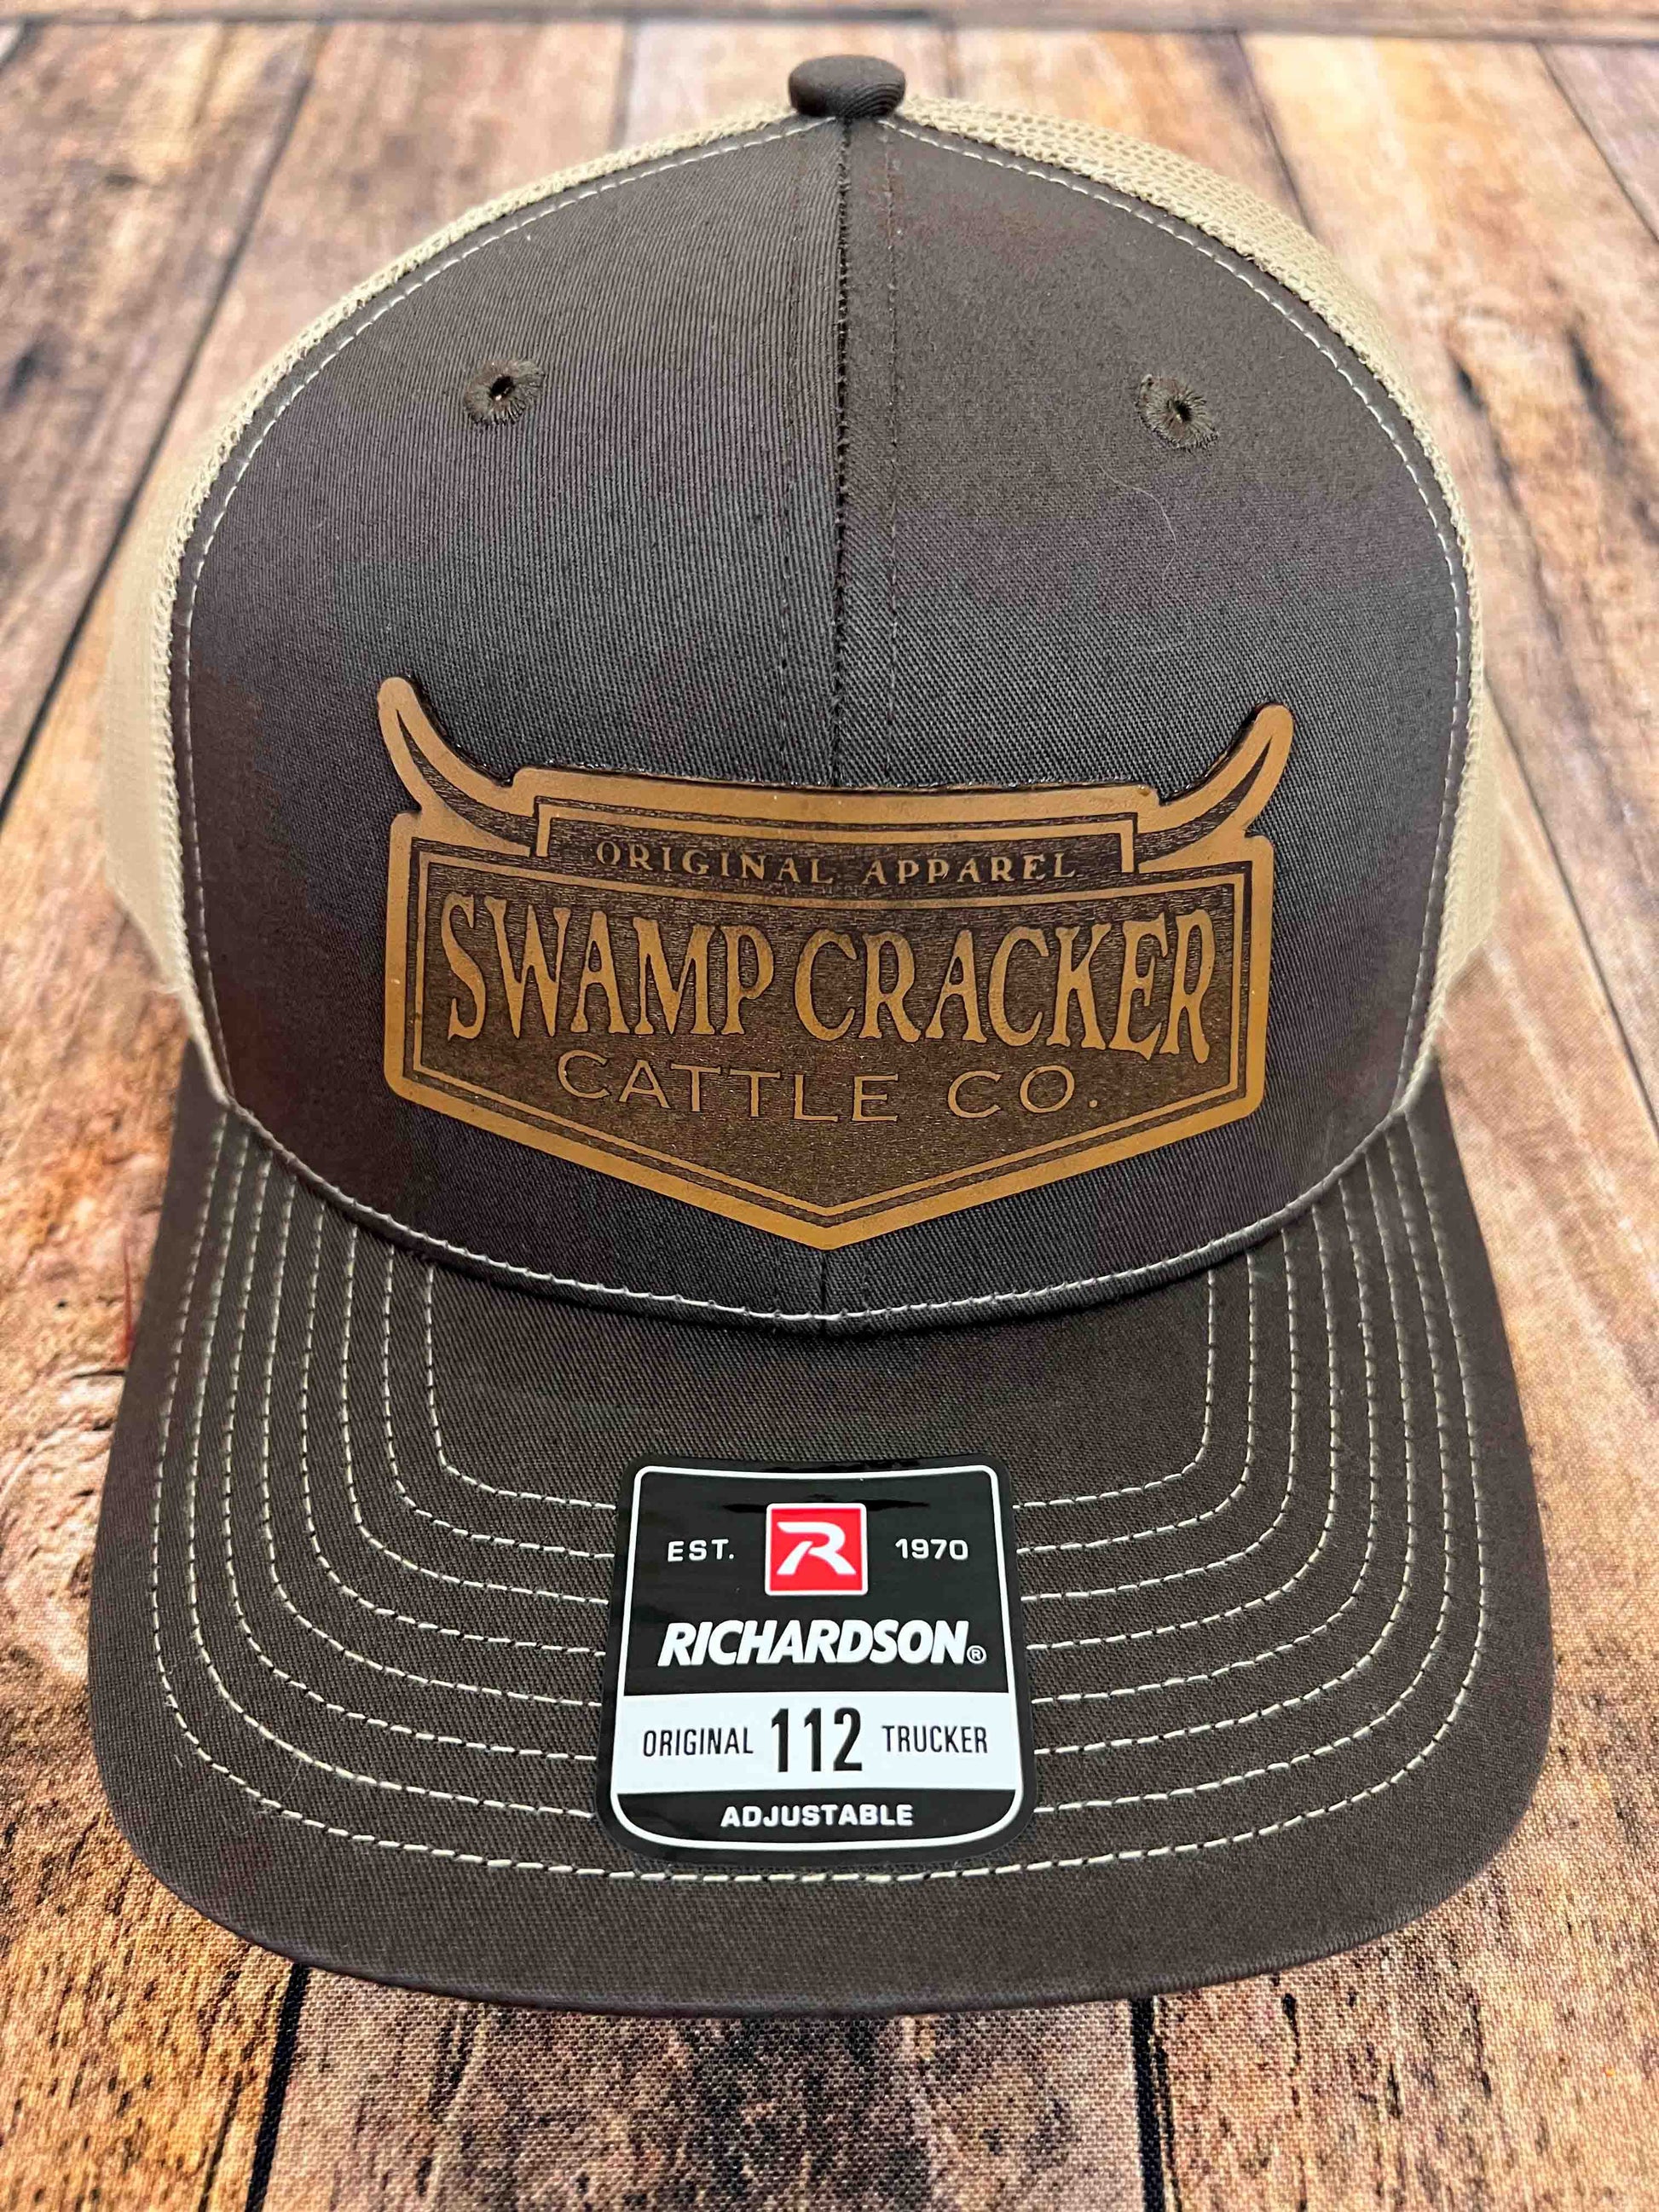 ORIGINAL APPAREL
SWAMP CRACKER
CATTLE CO.
EST. R 1970
RICHARDSON®
ORIGINAL 112 TRUCKER
ADJUSTABLE